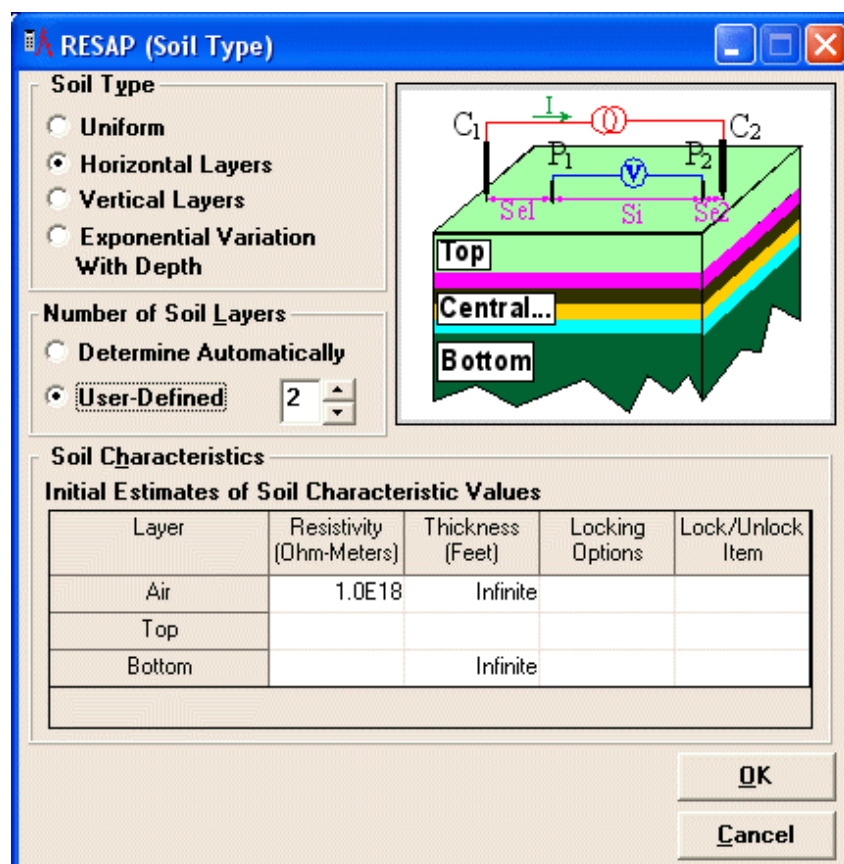 RESAP (Soil Type)
Soil Type
Uniform
Horizontal Layers
Vertical Layers
Exponential Variation
With Depth
I
C1
C2
P1
P2
V
Se1
Si
Se2
Top
Central...
Bottom
Number of Soil Layers
Determine Automatically
User-Defined
2
Soil Characteristics
Initial Estimates of Soil Characteristic Values
Layer Resistivity (Ohm-Meters) Thickness (Feet) Locking Options Lock/Unlock Item
Air 1.0E18 Infinite
Top
Bottom Infinite
OK
Cancel